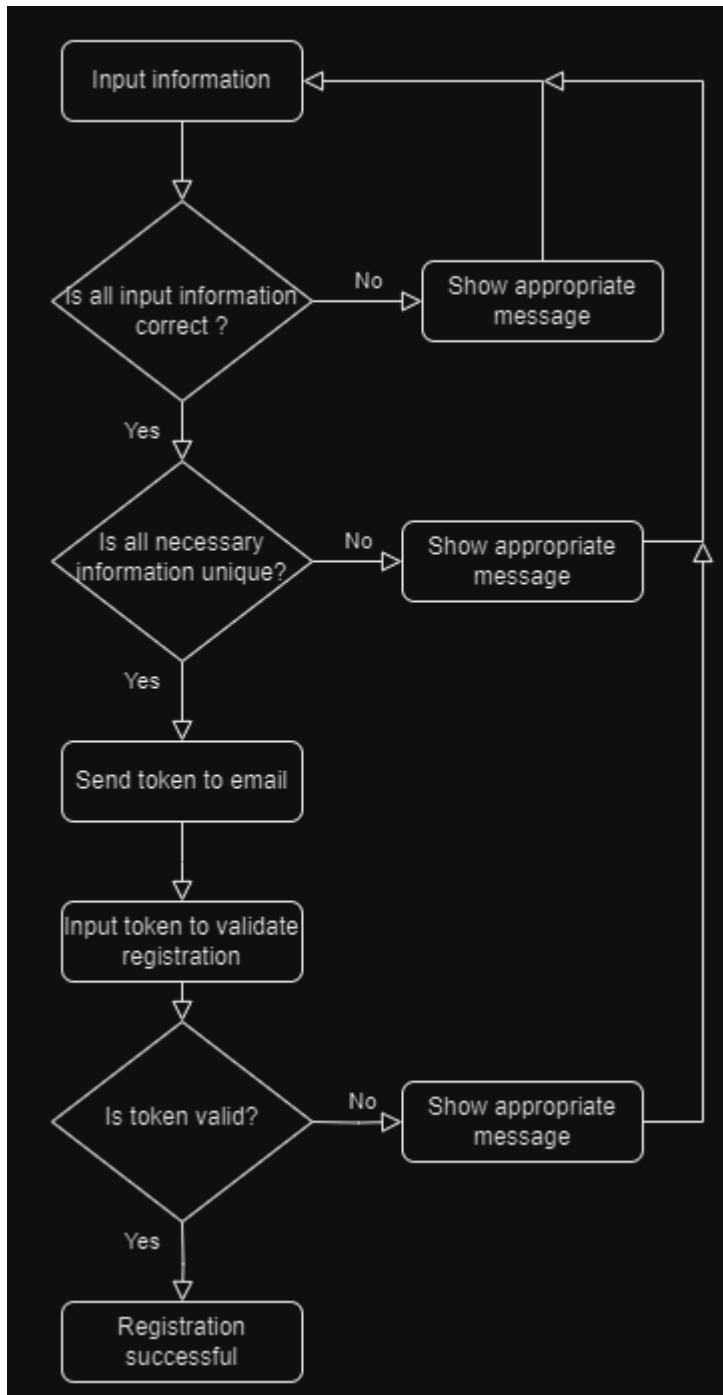 Input information
Is all input information
correct ?
No
Show appropriate
message
Yes
Is all necessary
information unique?
No
Show appropriate
message
Yes
Send token to email
Input token to validate
registration
Is token valid?
No
Show appropriate
message
Yes
Registration
successful